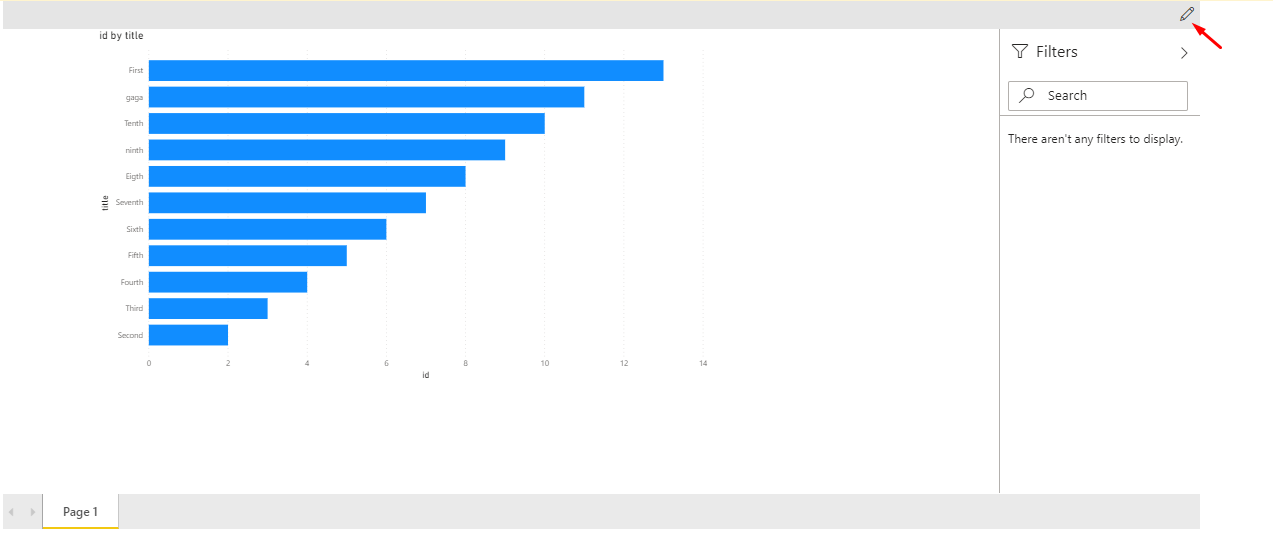 id by title
Filters
Search
There aren't any filters to display.
title
First
gaga
Tenth
ninth
Eigth
Seventh
Sixth
Fifth
Fourth
Third
Second
0 2 4 6 8 10 12 14
id
Page 1